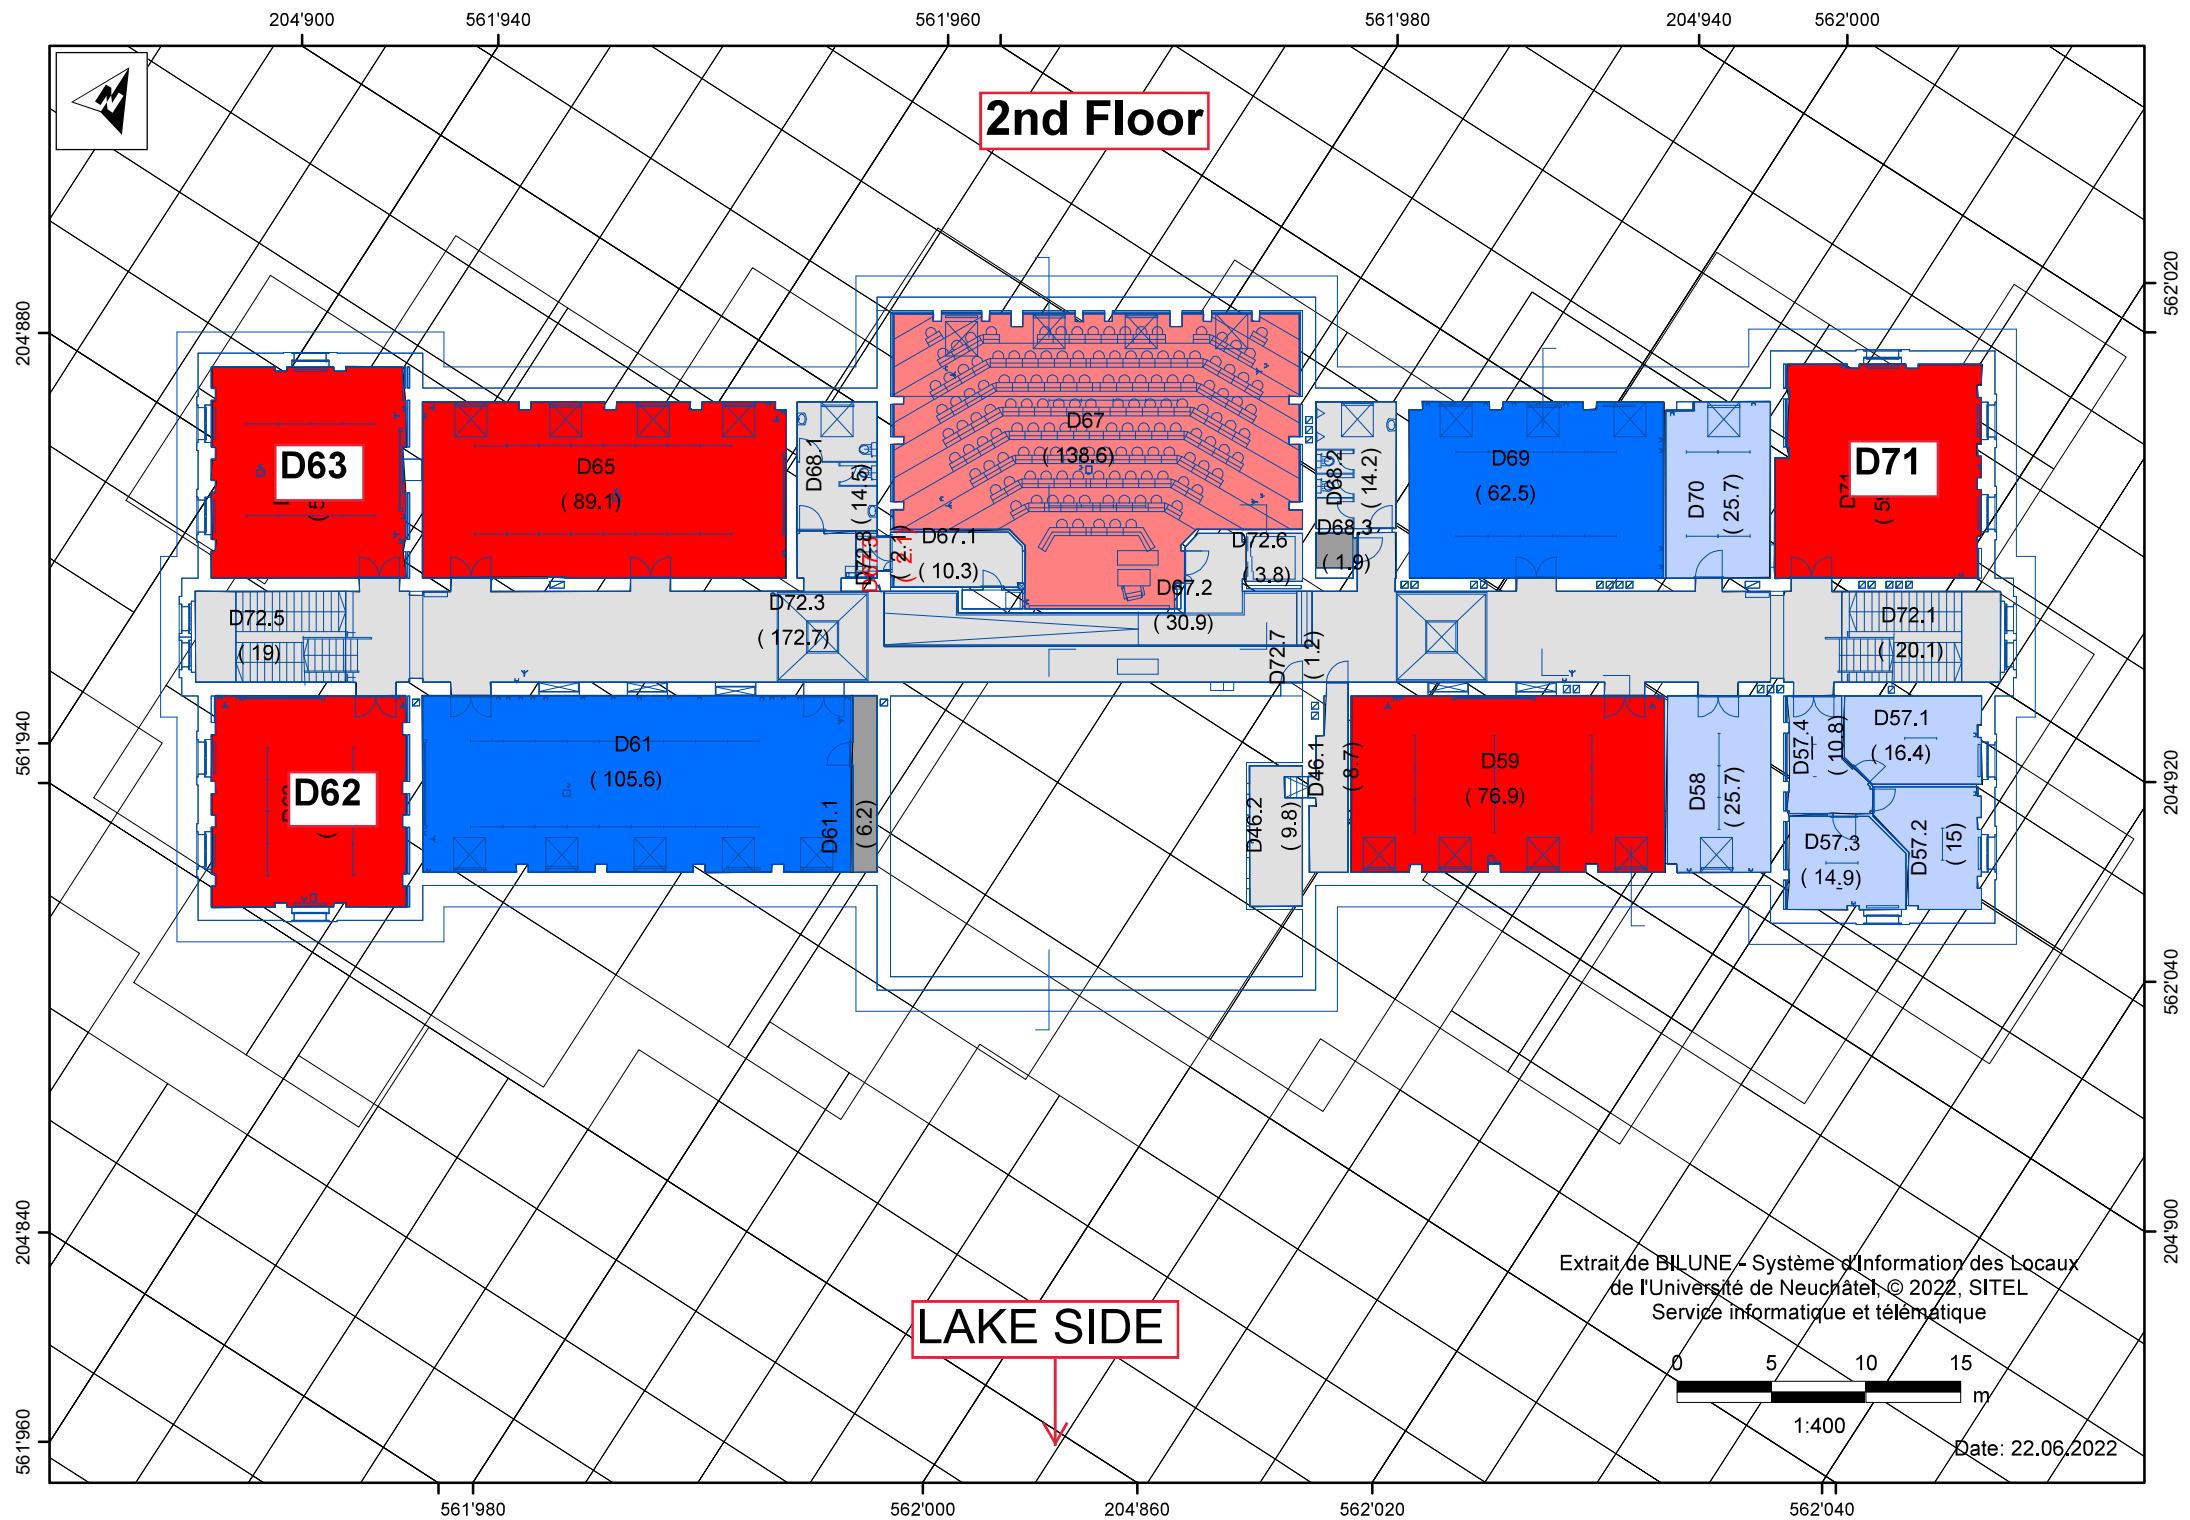 204'900
561'940
561'960
561'980
204'940
562'000
2nd Floor
204'880
562'020
D63
D65
( 89.1)
D68.1
(14.5)
D67
( 138.6)
D68.2
( 14.2)
D69
( 62.5)
D70
( 25.7)
D71
D71
D72.8
( 2.1)
D67.1
( 10.3)
D72.6
( 3.8)
D68.3
( 1.9)
D67.2
( 30.9)
D72.5
( 19)
D72.3
( 172.7)
D72.7
( 1.2)
D72.1
( 20.1)
D62
D61
( 105.6)
D61.1
( 6.2)
D46.2
( 9.8)
D46.1
( 8.7)
D59
( 76.9)
D58
( 25.7)
D57.4
( 10.8)
D57.1
( 16.4)
D57.3
( 14.9)
D57.2
( 15)
561'940
204'920
562'040
204'840
204'900
Extrait de BILUNE - Système d'Information des Locaux
de l'Université de Neuchâtel, © 2022, SITEL
Service informatique et télématique
LAKE SIDE
0 5 10 15
m
1:400
Date: 22.06.2022
561'960
561'980
562'000
204'860
562'020
562'040